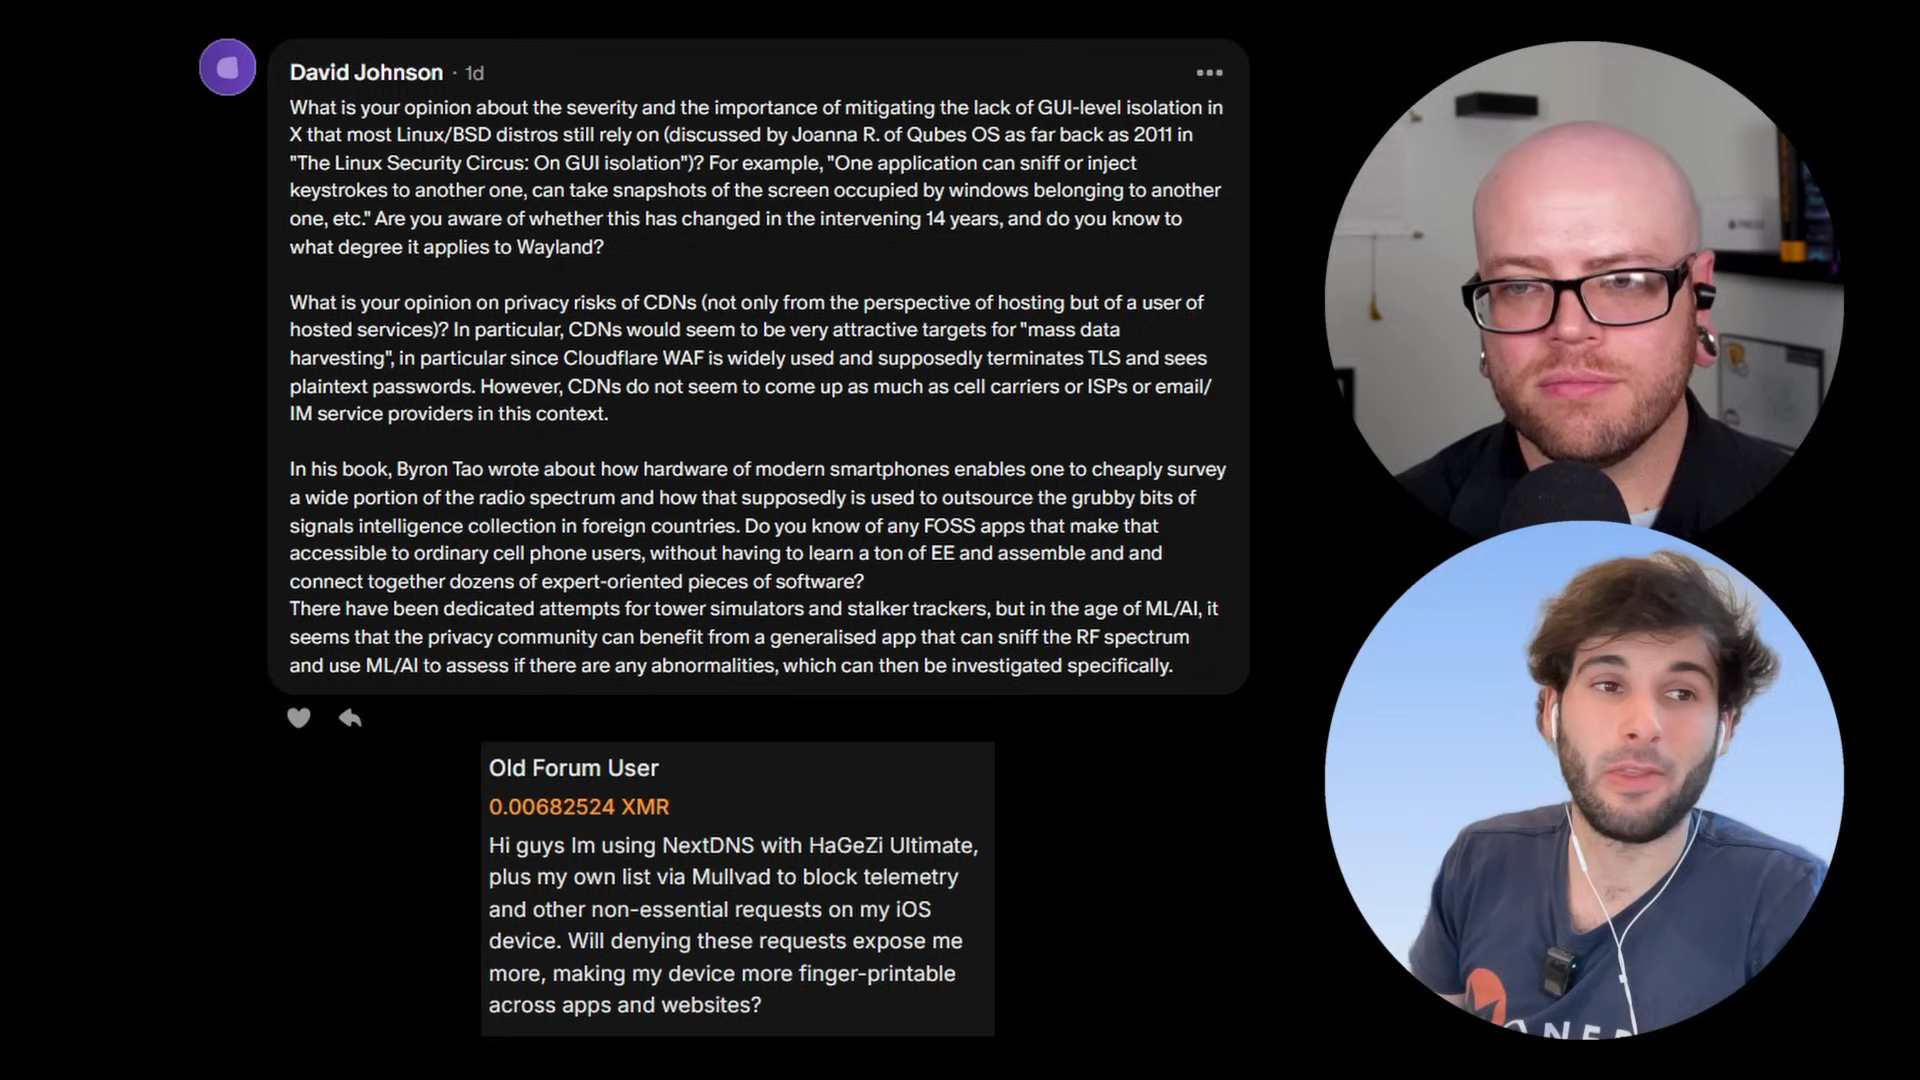 David Johnson · 1d
What is your opinion about the severity and the importance of mitigating the lack of GUI-level isolation in
X that most Linux/BSD distros still rely on (discussed by Joanna R. of Qubes OS as far back as 2011 in
"The Linux Security Circus: On GUI isolation")? For example, "One application can sniff or inject
keystrokes to another one, can take snapshots of the screen occupied by windows belonging to another
one, etc." Are you aware of whether this has changed in the intervening 14 years, and do you know to
what degree it applies to Wayland?
What is your opinion on privacy risks of CDNs (not only from the perspective of hosting but of a user of
hosted services)? In particular, CDNs would seem to be very attractive targets for "mass data
harvesting", in particular since Cloudflare WAF is widely used and supposedly terminates TLS and sees
plaintext passwords. However, CDNs do not seem to come up as much as cell carriers or ISPs or email/
IM service providers in this context.
In his book, Byron Tao wrote about how hardware of modern smartphones enables one to cheaply survey
a wide portion of the radio spectrum and how that supposedly is used to outsource the grubby bits of
signals intelligence collection in foreign countries. Do you know of any FOSS apps that make that
accessible to ordinary cell phone users, without having to learn a ton of EE and assemble and and
connect together dozens of expert-oriented pieces of software?
There have been dedicated attempts for tower simulators and stalker trackers, but in the age of ML/AI, it
seems that the privacy community can benefit from a generalised app that can sniff the RF spectrum
and use ML/AI to assess if there are any abnormalities, which can then be investigated specifically.
Old Forum User
0.00682524 XMR
Hi guys Im using NextDNS with HaGeZi Ultimate,
plus my own list via Mullvad to block telemetry
and other non-essential requests on my iOS
device. Will denying these requests expose me
more, making my device more finger-printable
across apps and websites?